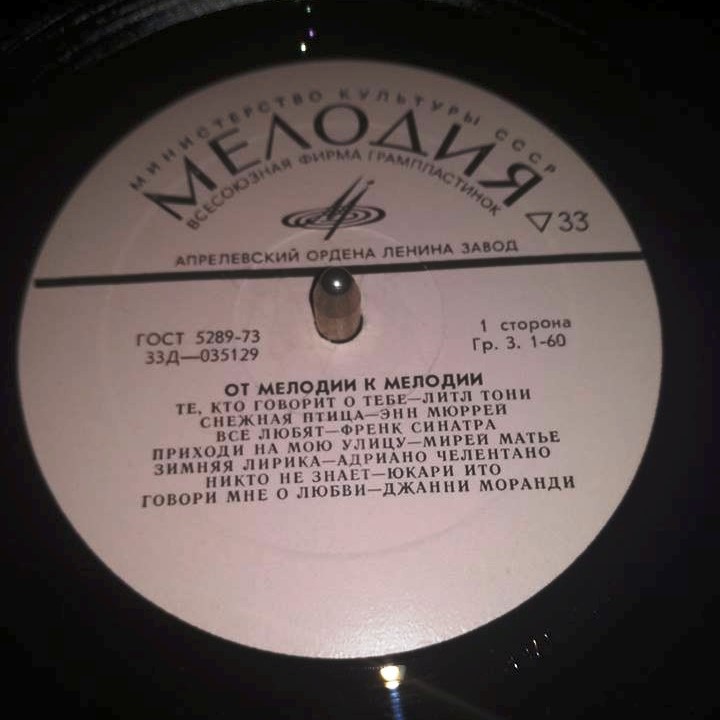 МИНИСТЕРСТВО КУЛЬТУРЫ СССР
МЕЛОДИЯ
ВСЕСОЮЗНАЯ ФИРМА ГРАМПЛАСТИНОК
▽33
АПРЕЛЕВСКИЙ ОРДЕНА ЛЕНИНА ЗАВОД
ГОСТ 5289-73
33Д—035129
1 сторона
Гр. 3. 1-60
ОТ МЕЛОДИИ К МЕЛОДИИ
ТЕ, КТО ГОВОРИТ О ТЕБЕ—ЛИТЛ ТОНИ
СНЕЖНАЯ ПТИЦА—ЭНН МЮРРЕЙ
ВСЕ ЛЮБЯТ—ФРЕНК СИНАТРА
ПРИХОДИ НА МОЮ УЛИЦУ—МИРЕЙ МАТЬЕ
ЗИМНЯЯ ЛИРИКА—АДРИАНО ЧЕЛЕНТАНО
НИКТО НЕ ЗНАЕТ—ЮКАРИ ИТО
ГОВОРИ МНЕ О ЛЮБВИ—ДЖАННИ МОРАНДИ